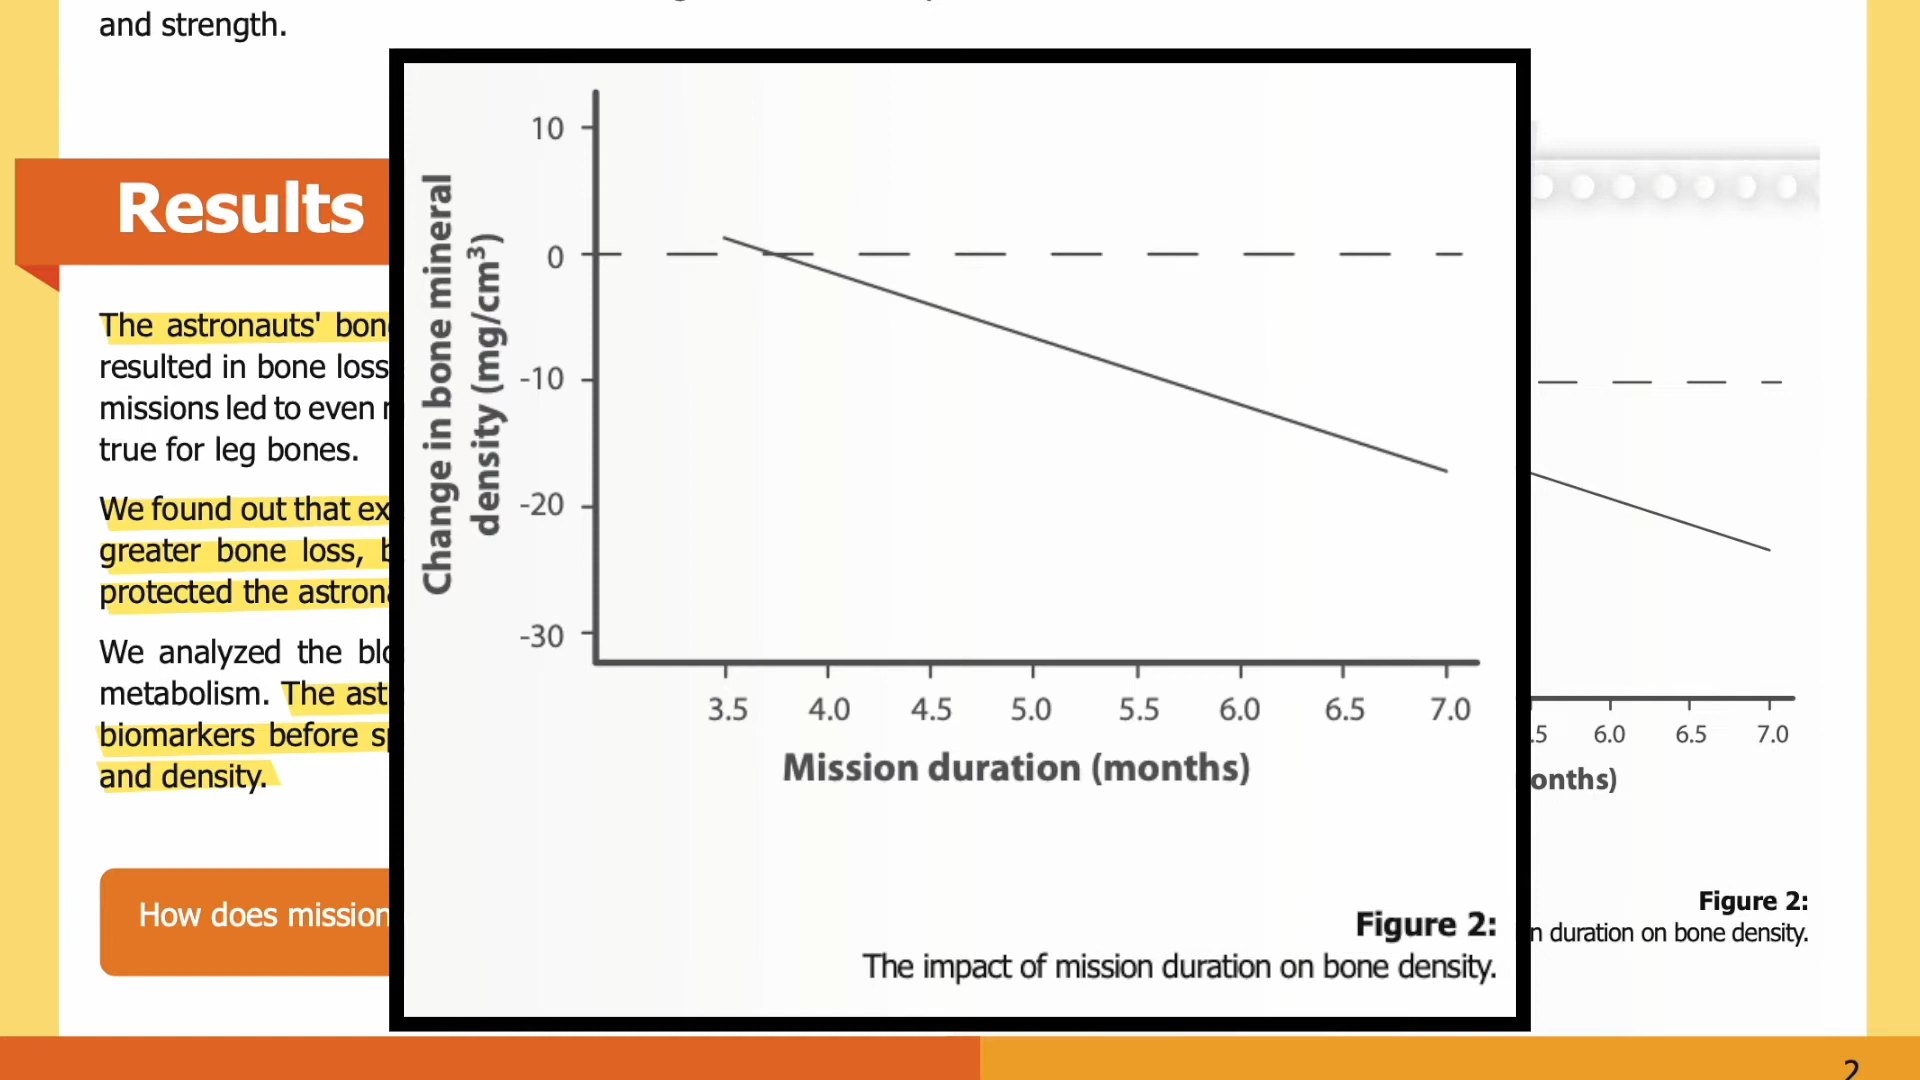 and strength.
Results
The astronauts' bon
resulted in bone loss
missions led to even
true for leg bones.
We found out that ex
greater bone loss,
protected the astron
We analyzed the blo
metabolism. The ast
biomarkers before sp
and density.
How does mission
10
0
-10
-20
-30
Change in bone mineral
density (mg/cm³)
3.5 4.0 4.5 5.0 5.5 6.0 6.5 7.0
Mission duration (months)
Figure 2:
The impact of mission duration on bone density.
.5 6.0 6.5 7.0
onths)
Figure 2:
n duration on bone density.
2